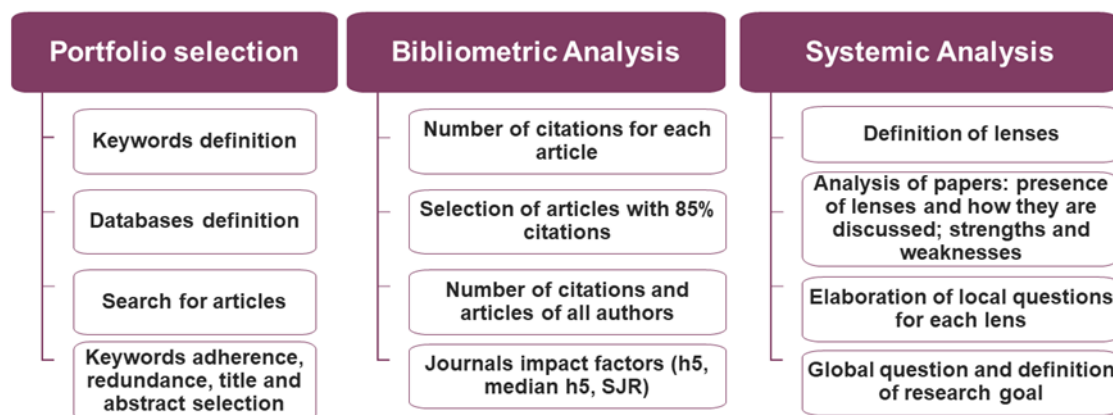 Portfolio selection
Keywords definition
Databases definition
Search for articles
Keywords adherence,
redundance, title and
abstract selection
Bibliometric Analysis
Number of citations for each
article
Selection of articles with 85%
citations
Number of citations and
articles of all authors
Journals impact factors (h5,
median h5, SJR)
Systemic Analysis
Definition of lenses
Analysis of papers: presence
of lenses and how they are
discussed; strengths and
weaknesses
Elaboration of local questions
for each lens
Global question and definition
of research goal